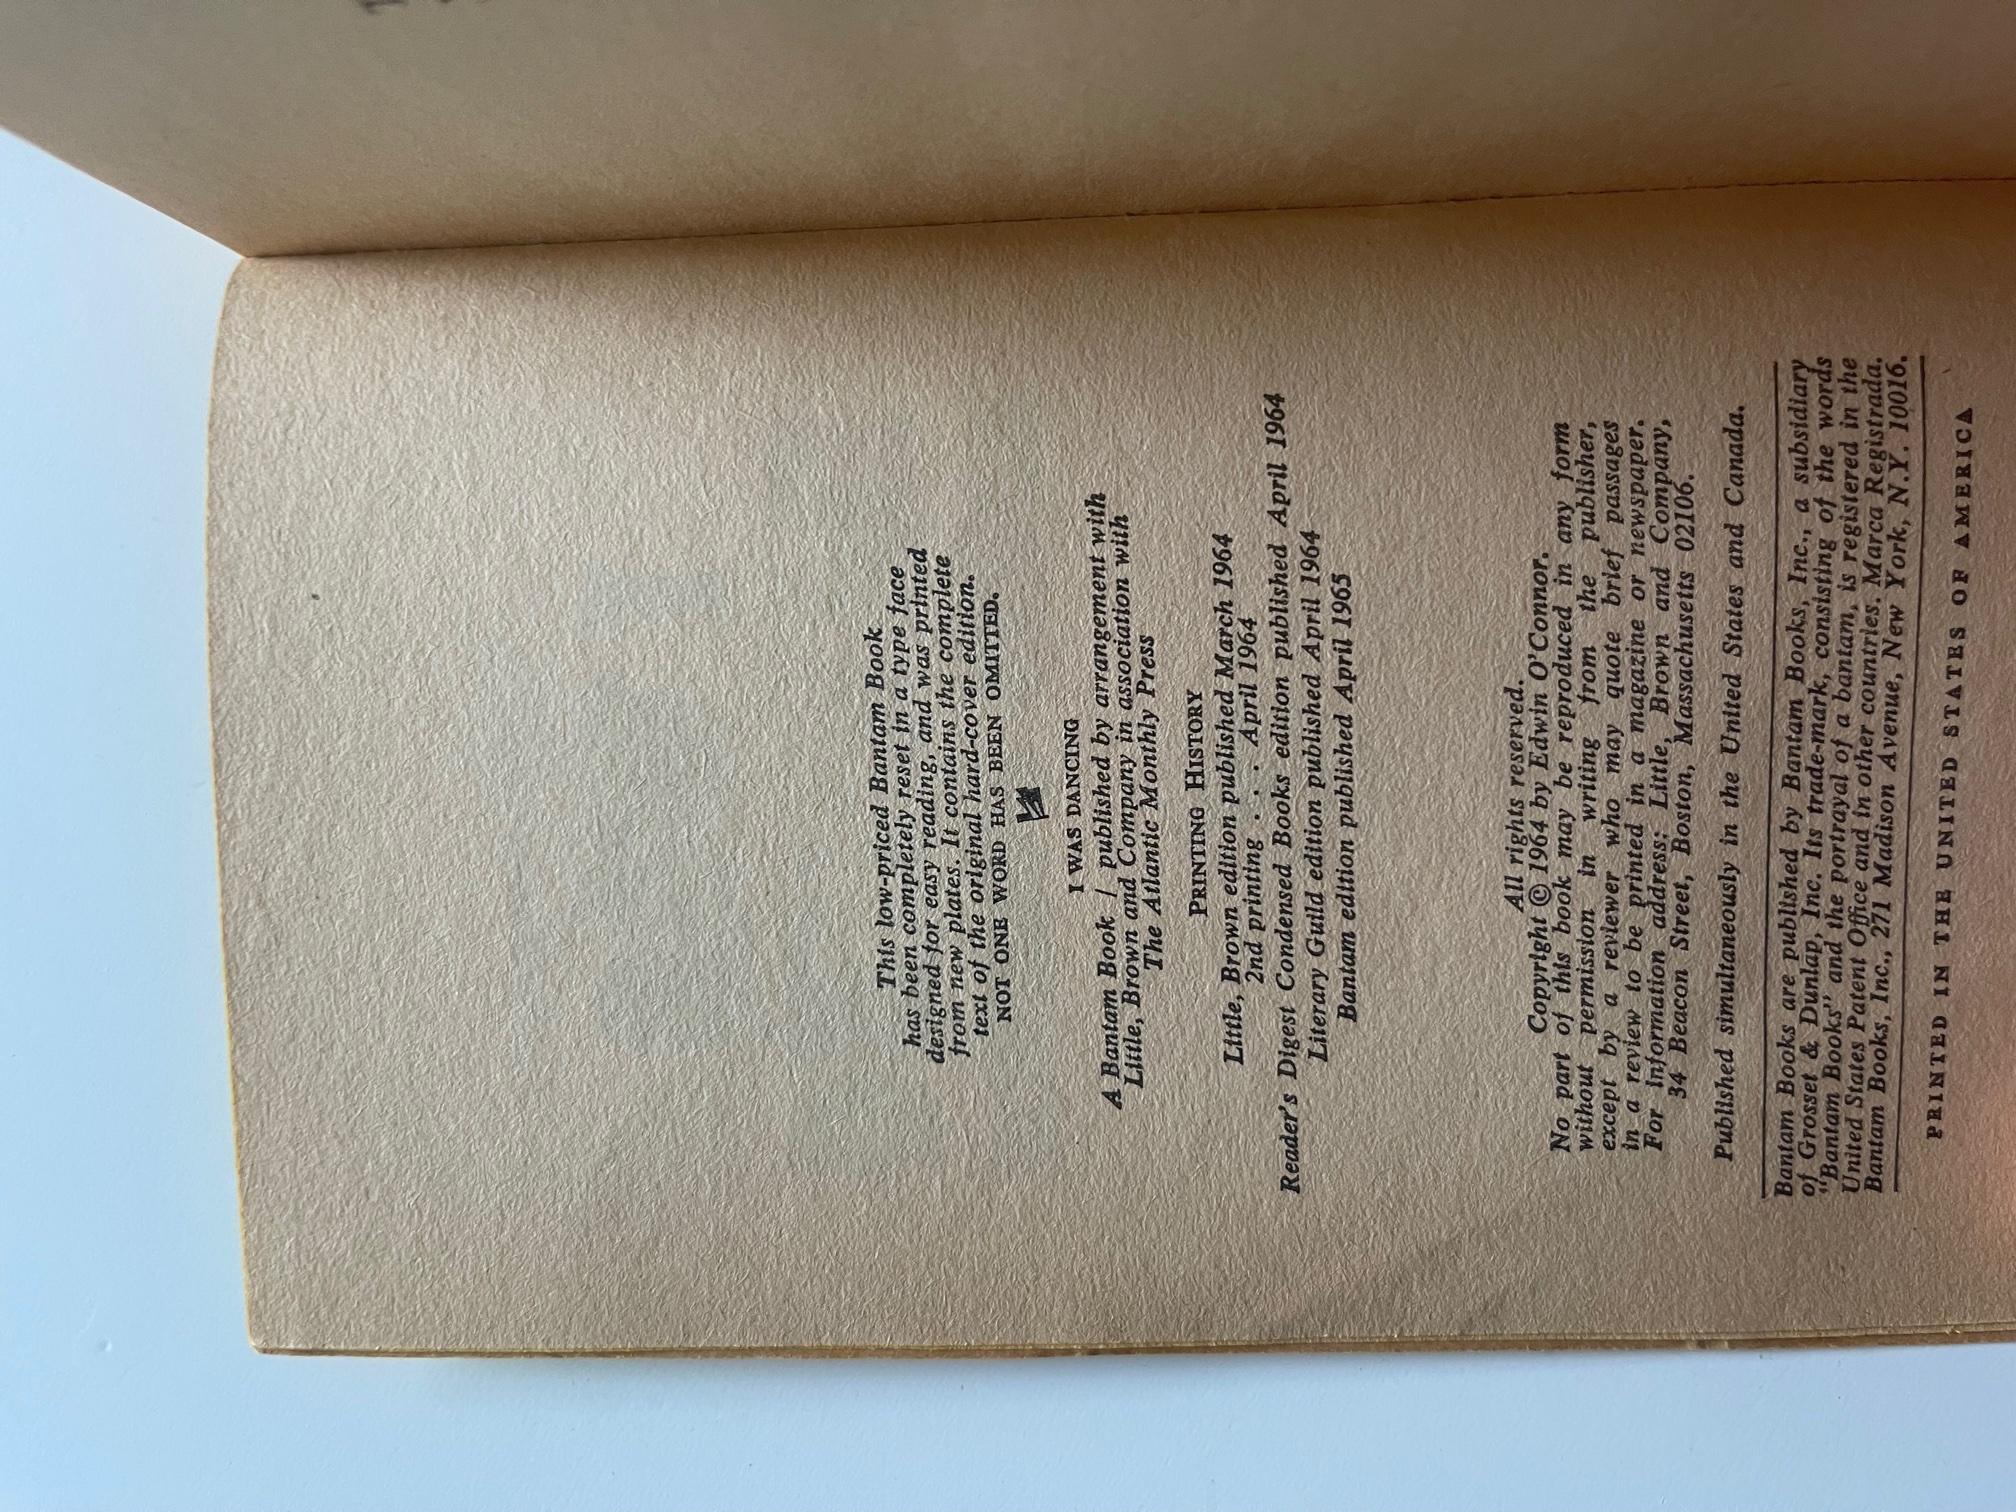 This low-priced Bantam Book
has been completely reset in a type face
designed for easy reading, and was printed
from new plates. It contains the complete
text of the original hard-cover edition.
NOT ONE WORD HAS BEEN OMITTED.
I WAS DANCING
A Bantam Book / published by arrangement with
Little, Brown and Company in association with
The Atlantic Monthly Press
PRINTING HISTORY
Little, Brown edition published March 1964
2nd printing . . . April 1964
Reader's Digest Condensed Books edition published April 1964
Literary Guild edition published April 1964
Bantam edition published April 1965
All rights reserved.
Copyright © 1964 by Edwin O'Connor.
No part of this book may be reproduced in any form
without permission in writing from the publisher,
except by a reviewer who may quote brief passages
in a review to be printed in a magazine or newspaper.
For information address: Little, Brown and Company,
34 Beacon Street, Boston, Massachusetts 02106.
Published simultaneously in the United States and Canada.
Bantam Books are published by Bantam Books, Inc., a subsidiary
of Grosset & Dunlap, Inc. Its trade-mark, consisting of the words
"Bantam Books" and the portrayal of a bantam, is registered in the
United States Patent Office and in other countries. Marca Registrada.
Bantam Books, Inc., 271 Madison Avenue, New York, N.Y. 10016.
PRINTED IN THE UNITED STATES OF AMERICA